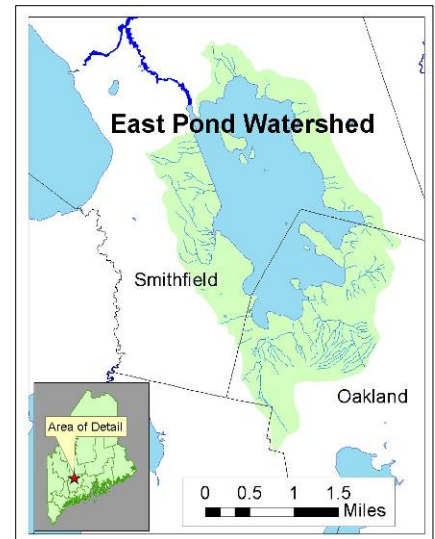 East Pond Watershed
Smithfield
Oakland
Area of Detail
0 0.5 1 1.5
Miles